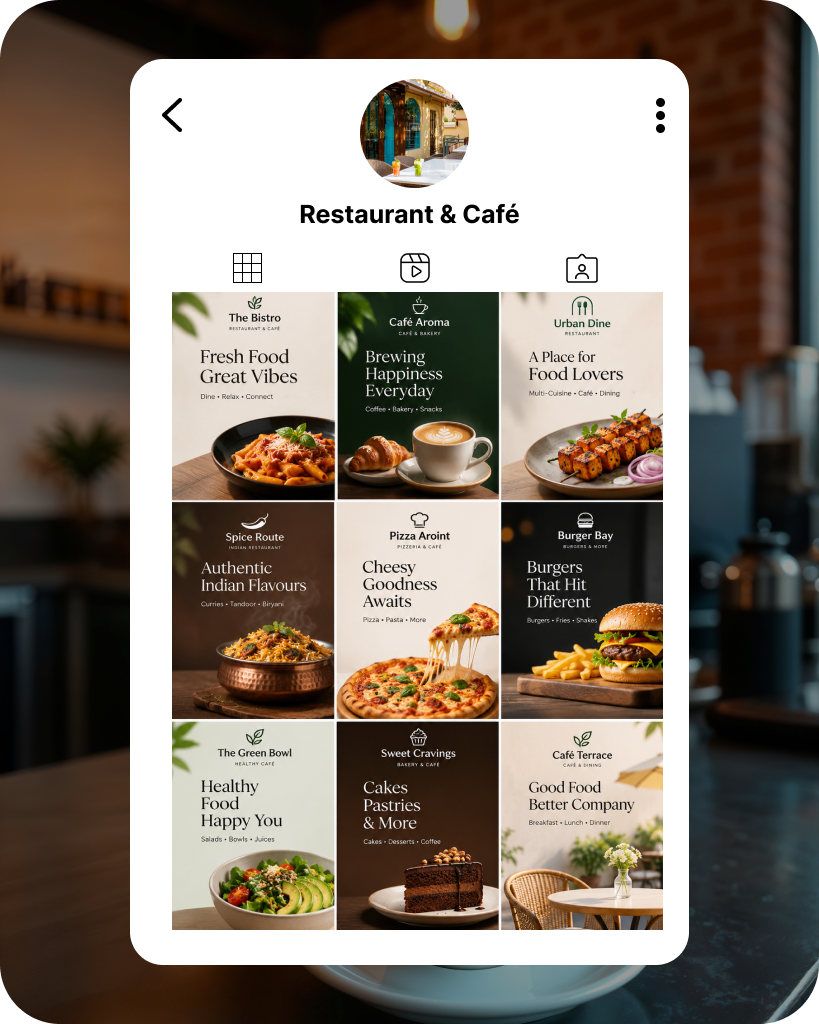 Restaurant & Café
The Bistro
RESTAURANT & CAFÉ
Fresh Food
Great Vibes
Dine • Relax • Connect
Café Aroma
CAFÉ & BAKERY
Brewing
Happiness
Everyday
Coffee • Bakery • Snacks
Urban Dine
RESTAURANT
A Place for
Food Lovers
Multi-Cuisine • Café • Dining
Spice Route
INDIAN RESTAURANT
Authentic
Indian Flavours
Curries • Tandoor • Biryani
Pizza Aroint
PIZZERIA & CAFÉ
Cheesy
Goodness
Awaits
Pizza • Pasta • More
Burger Bay
BURGERS & MORE
Burgers
That Hit
Different
Burgers • Fries • Shakes
The Green Bowl
HEALTHY CAFÉ
Healthy
Food
Happy You
Salads • Bowls • Juices
Sweet Cravings
BAKERY & CAFÉ
Cakes
Pastries
& More
Cakes • Desserts • Coffee
Café Terrace
CAFÉ & DINING
Good Food
Better Company
Breakfast • Lunch • Dinner